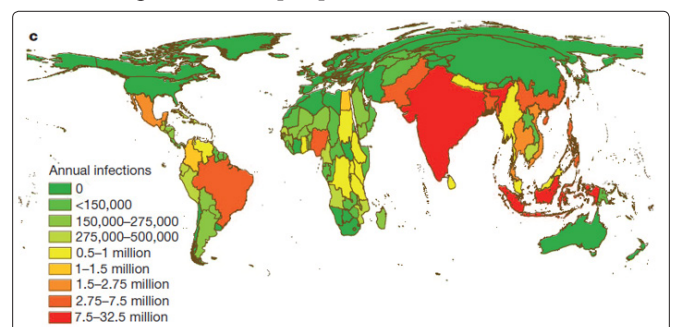 c
Annual infections
0
<150,000
150,000–275,000
275,000–500,000
0.5–1 million
1–1.5 million
1.5–2.75 million
2.75–7.5 million
7.5–32.5 million